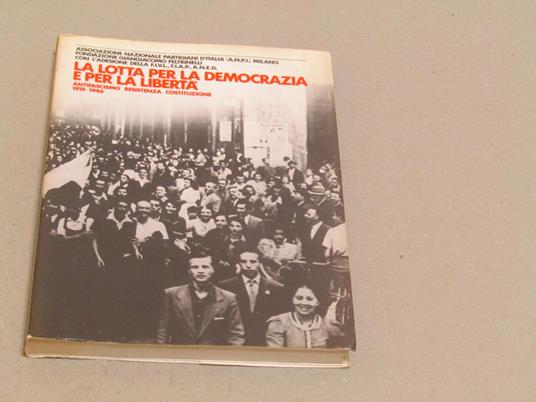 ASSOCIAZIONE NAZIONALE PARTIGIANI D'ITALIA (A.N.P.I.) MILANO
FONDAZIONE GIANGIACOMO FELTRINELLI
CON L'ADESIONE DELLA F.I.V.L., F.I.A.P., A.N.E.D.
LA LOTTA PER LA DEMOCRAZIA
E PER LA LIBERTÀ
ANTIFASCISMO RESISTENZA COSTITUZIONE
1919-1946